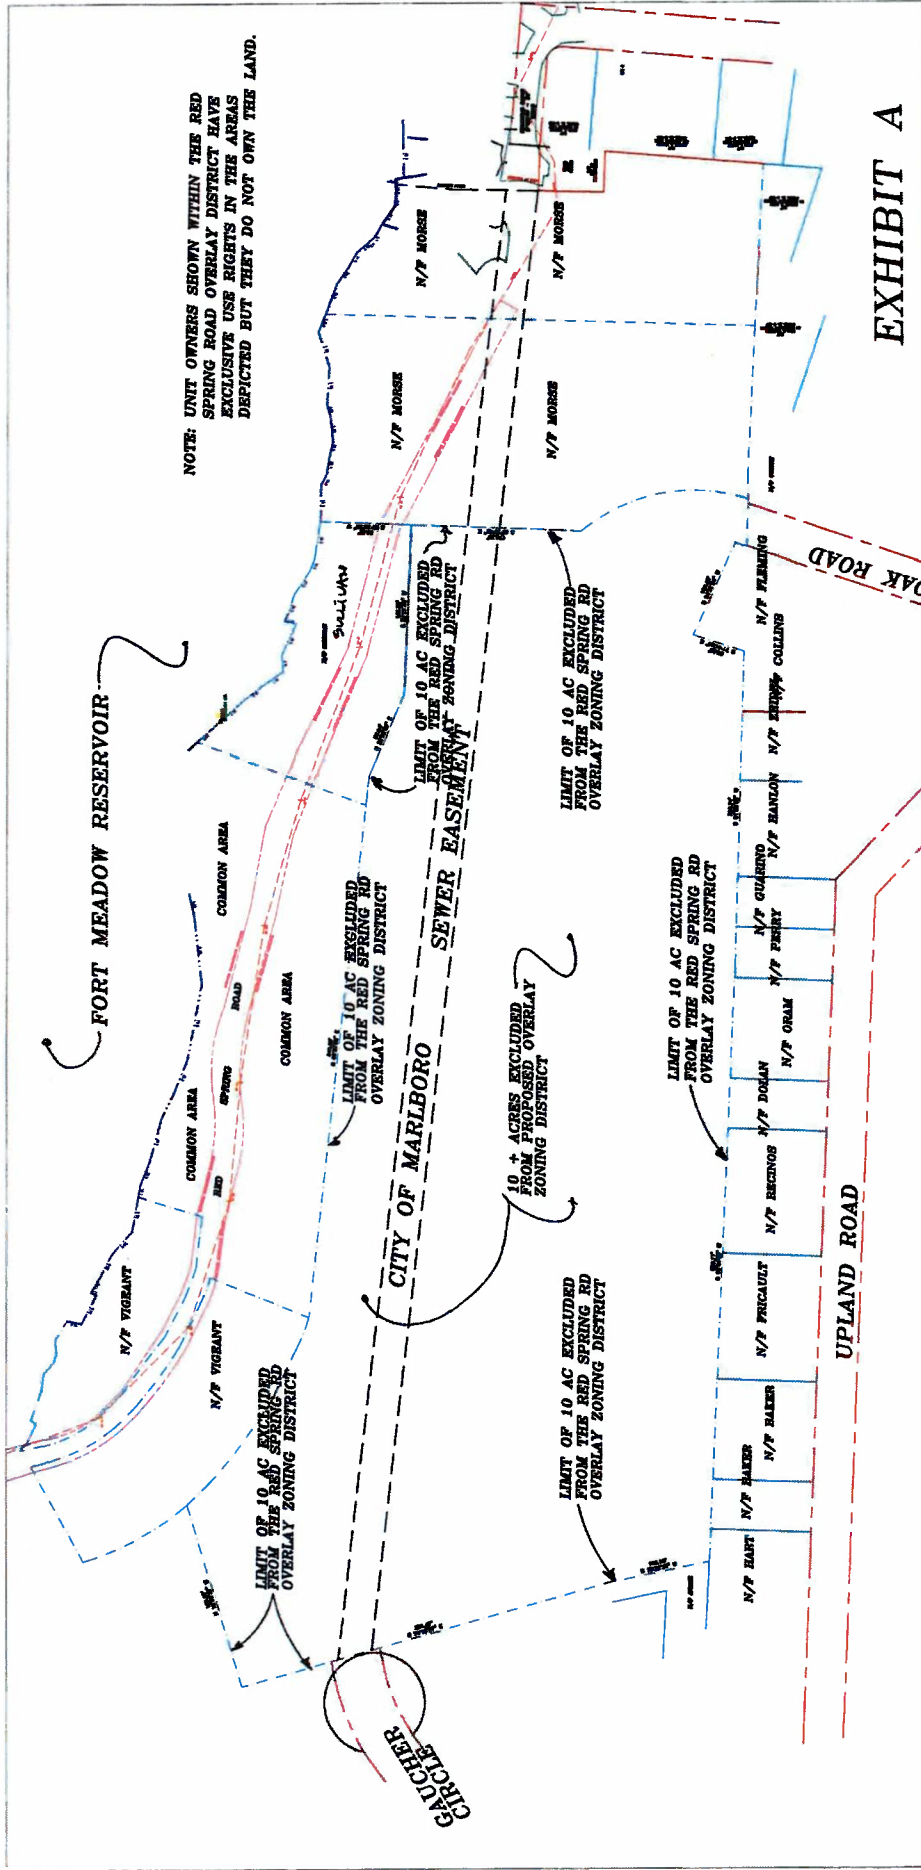 NOTE: UNIT OWNERS SHOWN WITHIN THE RED
SPRING ROAD OVERLAY DISTRICT HAVE
EXCLUSIVE USE RIGHTS IN THE AREAS
DEPICTED BUT THEY DO NOT OWN THE LAND.
FORT MEADOW RESERVOIR
N/F VIGRANT
N/F VIGRANT
COMMON AREA
COMMON AREA
COMMON AREA
RED
SPRING
ROAD
Sullivan
N/F MORSE
N/F MORSE
N/F MORSE
N/F MORSE
LIMIT OF 10 AC EXCLUDED
FROM THE RED SPRING RD
OVERLAY ZONING DISTRICT
LIMIT OF 10 AC EXCLUDED
FROM THE RED SPRING RD
OVERLAY ZONING DISTRICT
LIMIT OF 10 AC EXCLUDED
FROM THE RED SPRING RD
OVERLAY ZONING DISTRICT
CITY OF MARLBORO
SEWER EASEMENT
GAUCHER
CIRCLE
10 + ACRES EXCLUDED
FROM PROPOSED OVERLAY
ZONING DISTRICT
LIMIT OF 10 AC EXCLUDED
FROM THE RED SPRING RD
OVERLAY ZONING DISTRICT
LIMIT OF 10 AC EXCLUDED
FROM THE RED SPRING RD
OVERLAY ZONING DISTRICT
LIMIT OF 10 AC EXCLUDED
FROM THE RED SPRING RD
OVERLAY ZONING DISTRICT
N/F HART
N/F BAKER
N/F BAKER
N/F FRICAULT
N/F RECINOS
N/F DOLAN
N/F ORAM
N/F PERRY
N/F GUARINO
N/F HANLON
N/F
COLLINS
N/F FLEMING
UPLAND ROAD
OAK ROAD
EXHIBIT A